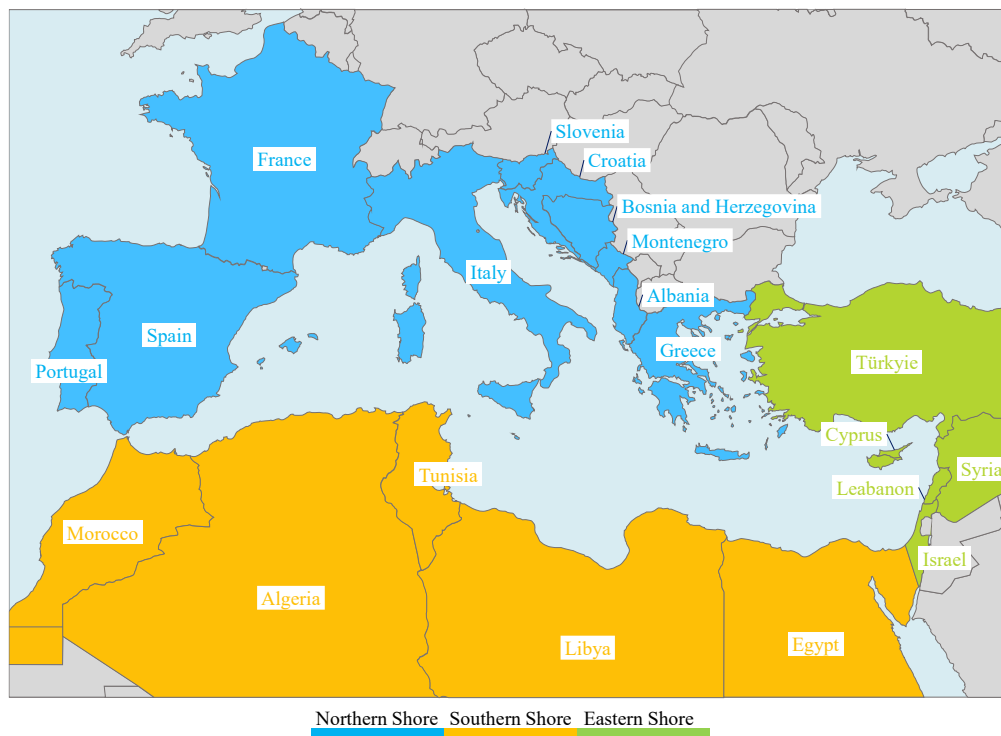 Slovenia
France
Croatia
Bosnia and Herzegovina
Montenegro
Italy
Albania
Spain
Greece
Türkyie
Portugal
Cyprus
Syria
Tunisia
Leabanon
Morocco
Israel
Algeria
Egypt
Libya
Northern Shore Southern Shore Eastern Shore